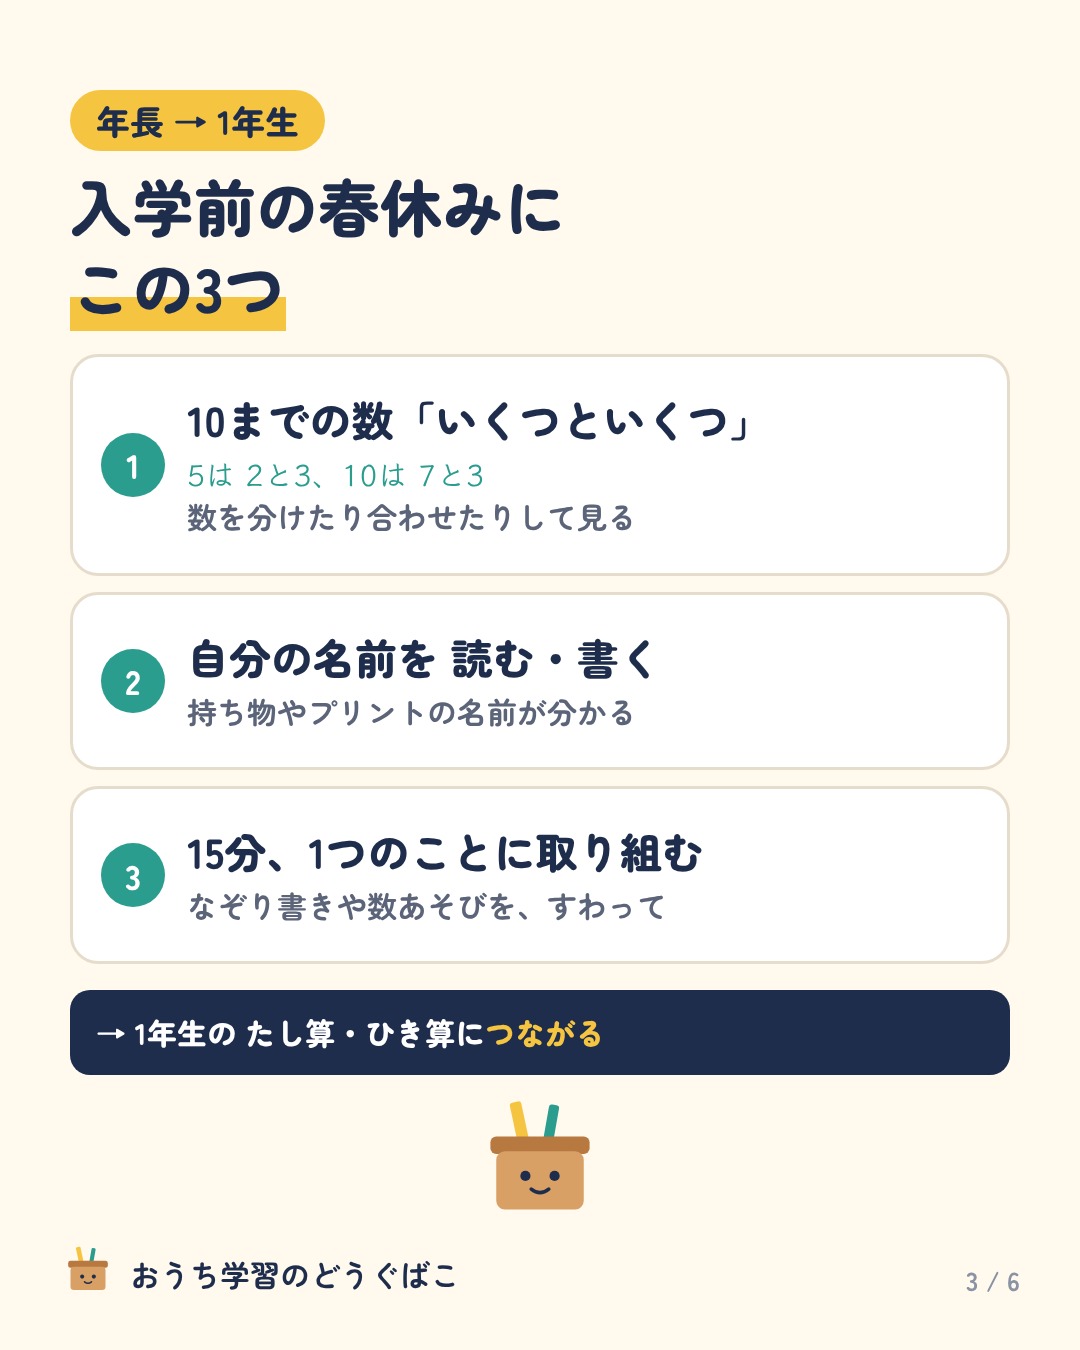 年長 → 1年生
入学前の春休みに
この3つ
1
10までの数「いくつといくつ」
5は 2と3、10は 7と3
数を分けたり合わせたりして見る
2
自分の名前を 読む・書く
持ち物やプリントの名前が分かる
3
15分、1つのことに取り組む
なぞり書きや数あそびを、すわって
→ 1年生の たし算・ひき算につながる
おうち学習のどうぐばこ
3 / 6